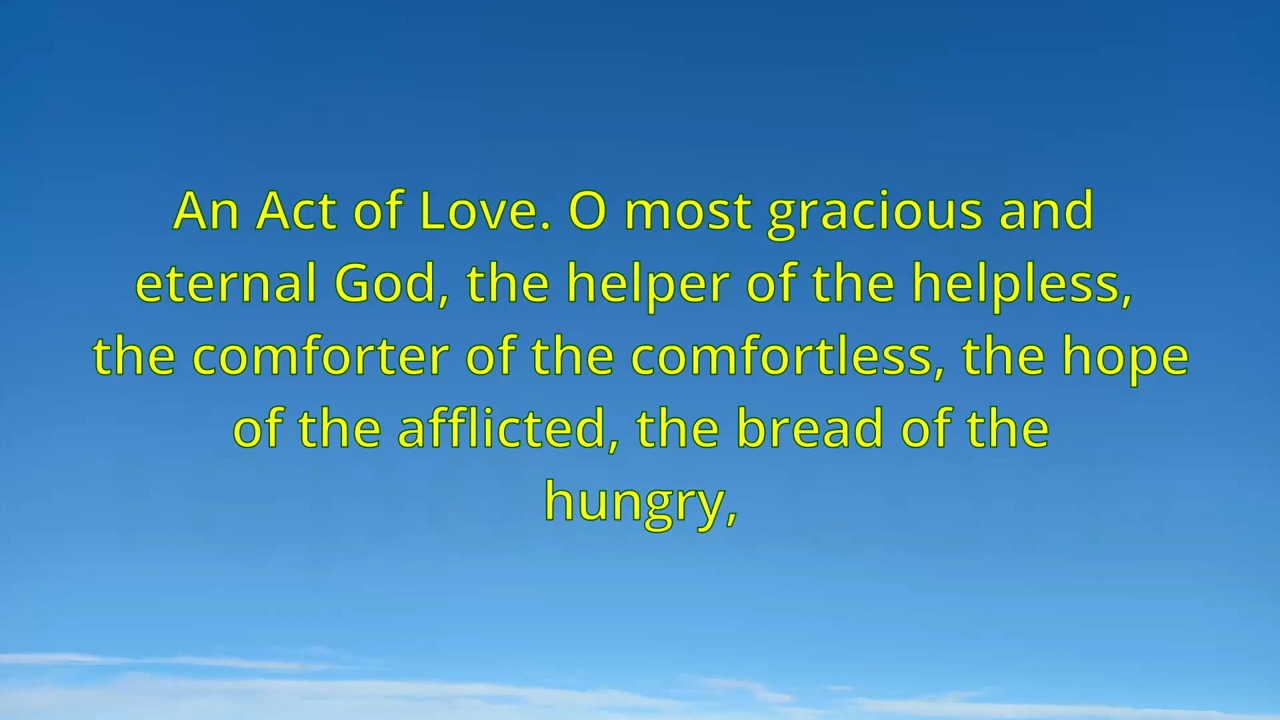 An Act of Love. O most gracious and
eternal God, the helper of the helpless,
the comforter of the comfortless, the hope
of the afflicted, the bread of the
hungry,